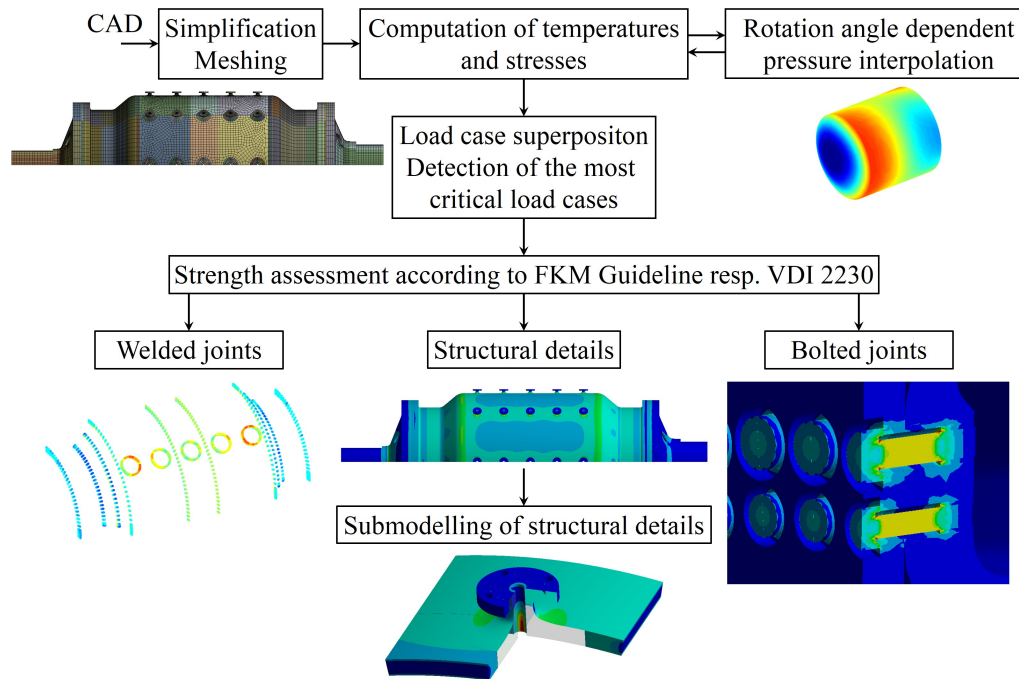 CAD
Simplification
Meshing
Computation of temperatures
and stresses
Rotation angle dependent
pressure interpolation
Load case superpositon
Detection of the most
critical load cases
Strength assessment according to FKM Guideline resp. VDI 2230
Welded joints
Structural details
Bolted joints
Submodelling of structural details